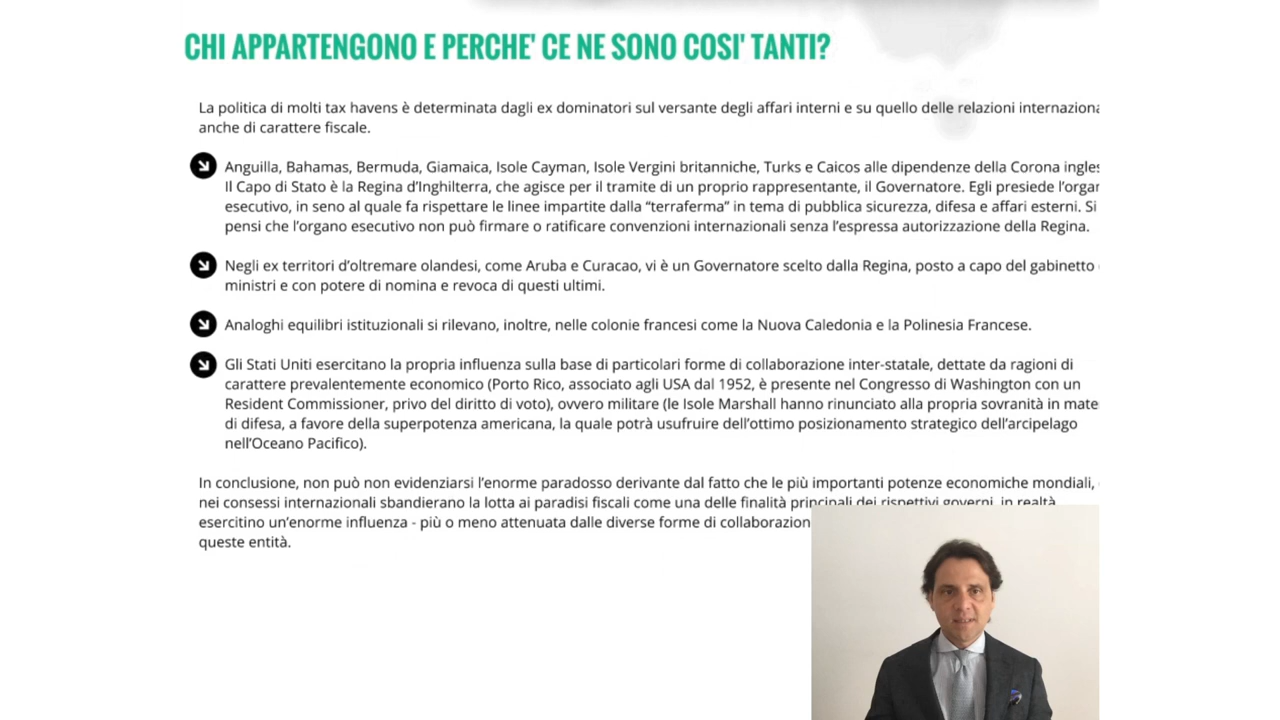 CHI APPARTENGONO E PERCHE' CE NE SONO COSI' TANTI?
La politica di molti tax havens è determinata dagli ex dominatori sul versante degli affari interni e su quello delle relazioni
anche di carattere fiscale.
Anguilla, Bahamas, Bermuda, Giamaica, Isole Cayman, Isole Vergini britanniche, Turks e Caicos alle dipendenze della Corona
Il Capo di Stato è la Regina d’Inghilterra, che agisce per il tramite di un proprio rappresentante, il Governatore. Egli presiede
esecutivo, in seno al quale fa rispettare le linee impartite dalla “terraferma” in tema di pubblica sicurezza, difesa e affari esterni. Si
pensi che l’organo esecutivo non può firmare o ratificare convenzioni internazionali senza l’espressa autorizzazione della Regina.
Negli ex territori d’oltremare olandesi, come Aruba e Curacao, vi è un Governatore scelto dalla Regina, posto a capo del gabinetto
ministri e con potere di nomina e revoca di questi ultimi.
Analoghi equilibri istituzionali si rilevano, inoltre, nelle colonie francesi come la Nuova Caledonia e la Polinesia Francese.
Gli Stati Uniti esercitano la propria influenza sulla base di particolari forme di collaborazione inter-statale, dettate da ragioni di
carattere prevalentemente economico (Porto Rico, associato agli USA dal 1952, è presente nel Congresso di Washington con un
Resident Commissioner, privo del diritto di voto), ovvero militare (le Isole Marshall hanno rinunciato alla propria sovranità in
di difesa, a favore della superpotenza americana, la quale potrà usufruire dell’ottimo posizionamento strategico dell’arcipelago
nell’Oceano Pacifico).
In conclusione, non può non evidenziarsi l’enorme paradosso derivante dal fatto che le più importanti potenze economiche mondiali,
nei consessi internazionali sbandierano la lotta ai paradisi fiscali come una delle finalità principali dei rispettivi governi, in realtà
esercitino un’enorme influenza - più o meno attenuata dalle diverse forme di
queste entità.